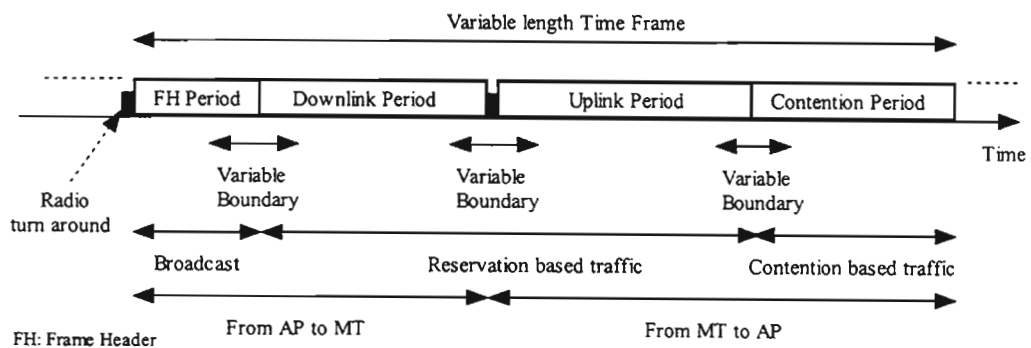 Variable length Time Frame
FH Period
Downlink Period
Uplink Period
Contention Period
Time
Radio
turn around
Variable
Boundary
Variable
Boundary
Variable
Boundary
Broadcast
Reservation based traffic
Contention based traffic
From AP to MT
From MT to AP
FH: Frame Header